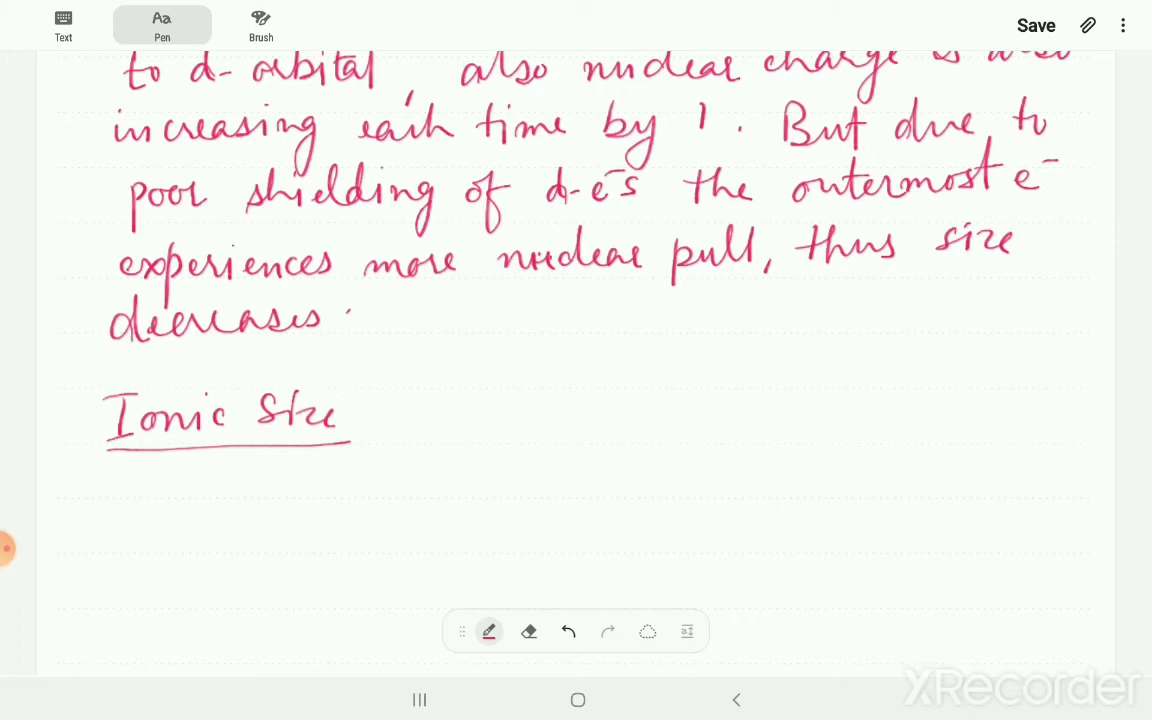 Text
Aa
Pen
Brush
Save
to d-orbital, also nuclear charge is also
increasing each time by 1. But due to
poor shielding of d-e⁻s the outermost e⁻
experiences more nuclear pull, thus size
decreases.
Ionic Size
XRecorder